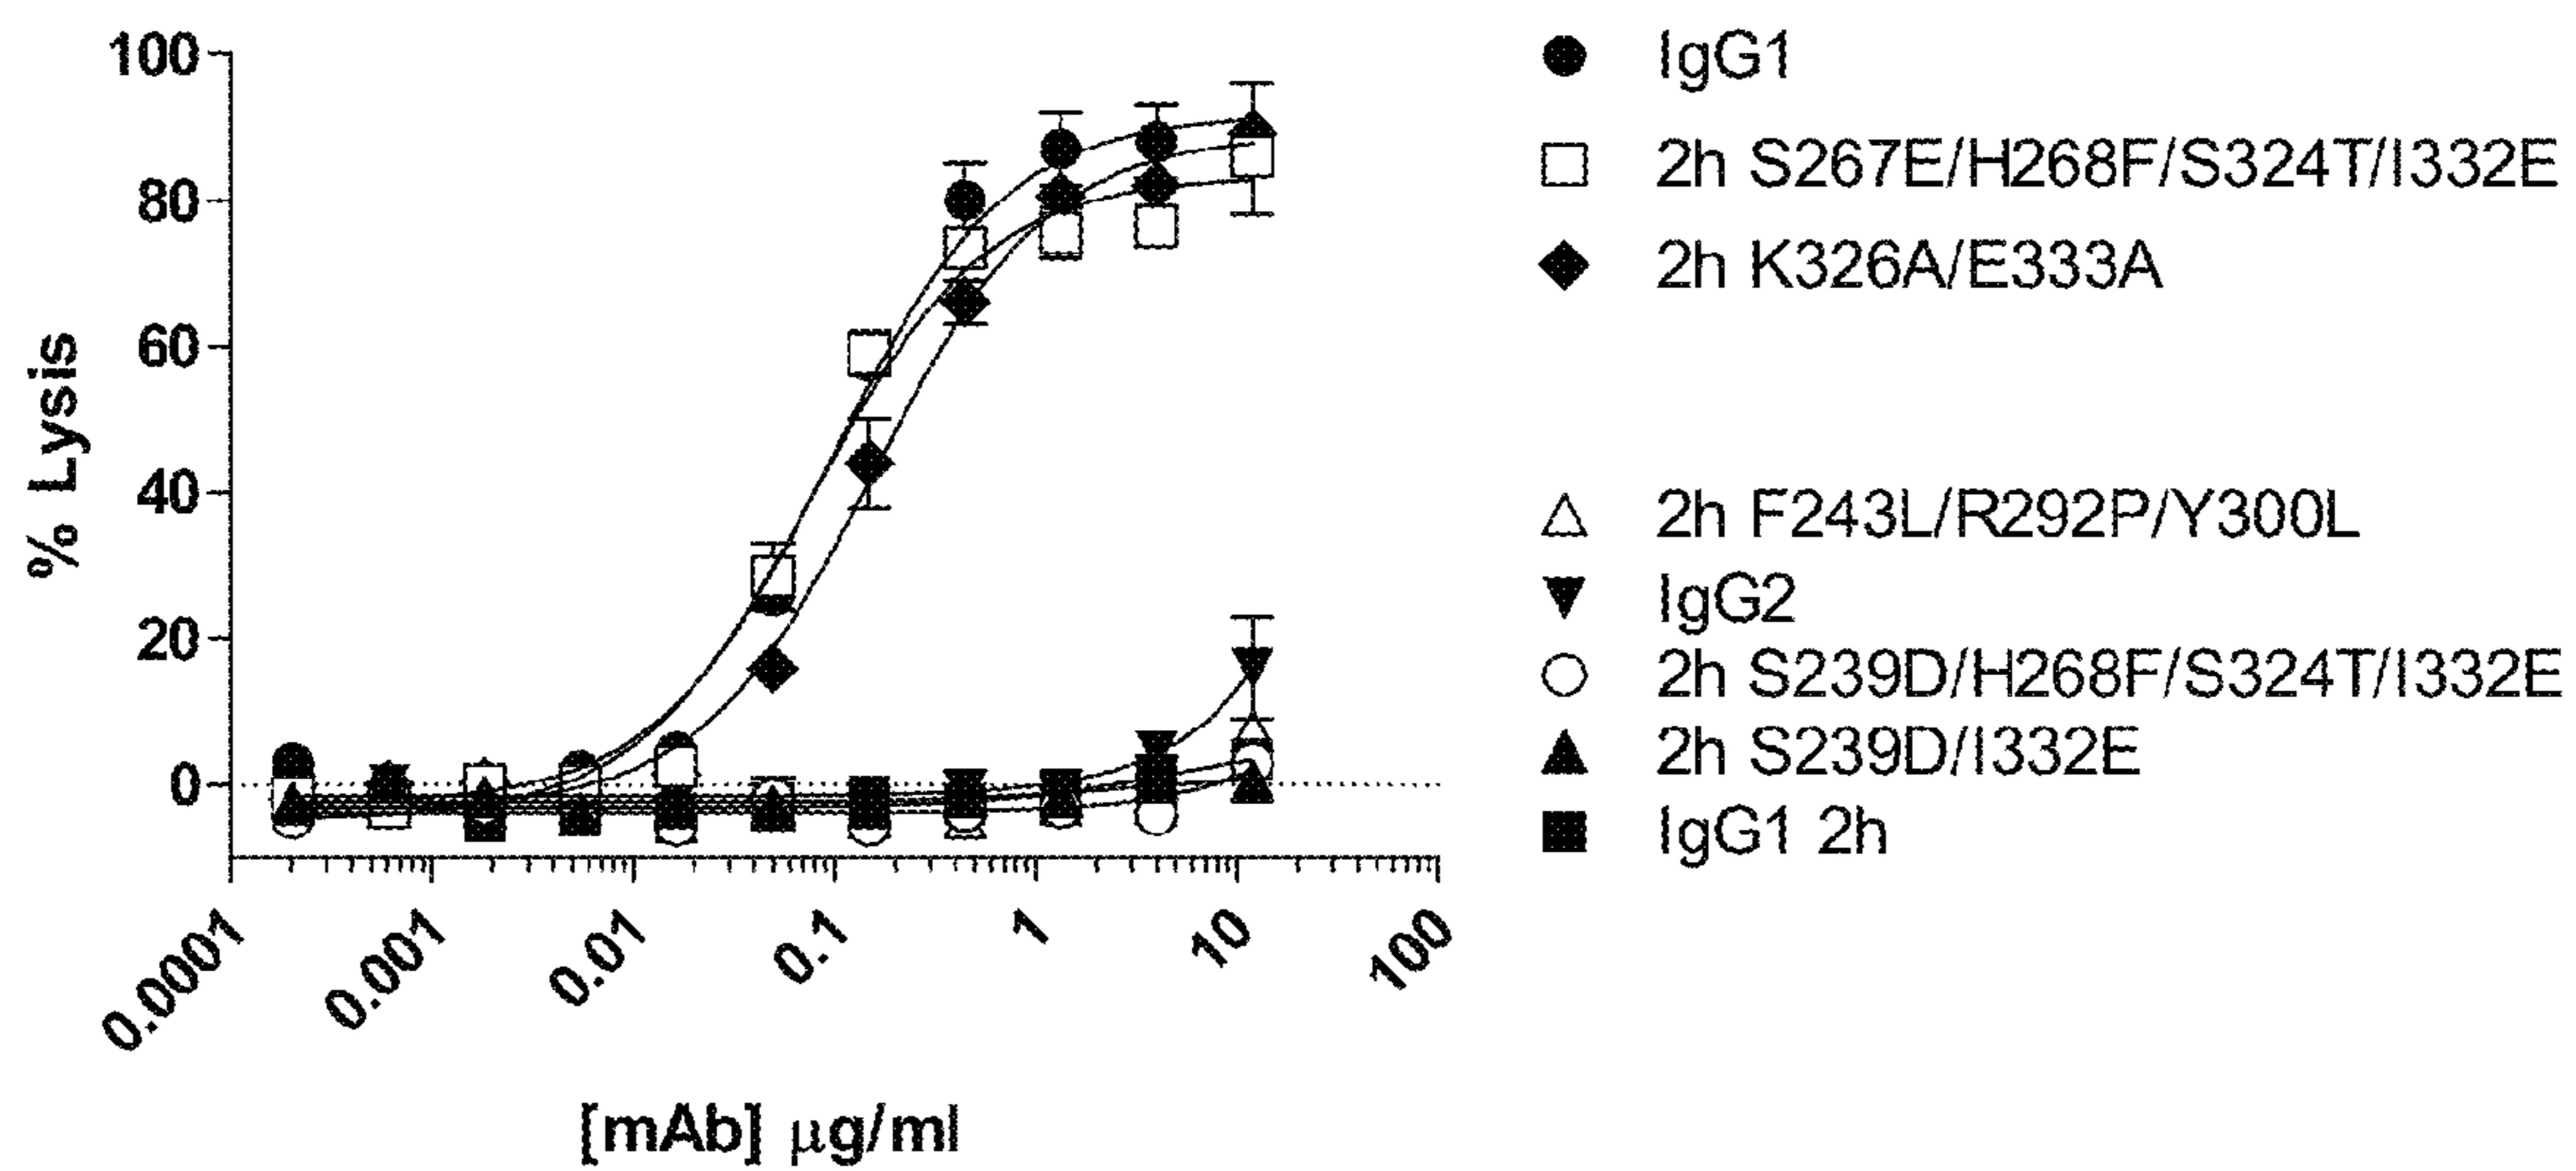 % Lysis
100
80
60
40
20
0
0.0001
0.001
0.01
0.1
1
10
100
[mAb] μg/ml
IgG1
2h S267E/H268F/S324T/I332E
2h K326A/E333A
2h F243L/R292P/Y300L
IgG2
2h S239D/H268F/S324T/I332E
2h S239D/I332E
IgG1 2h